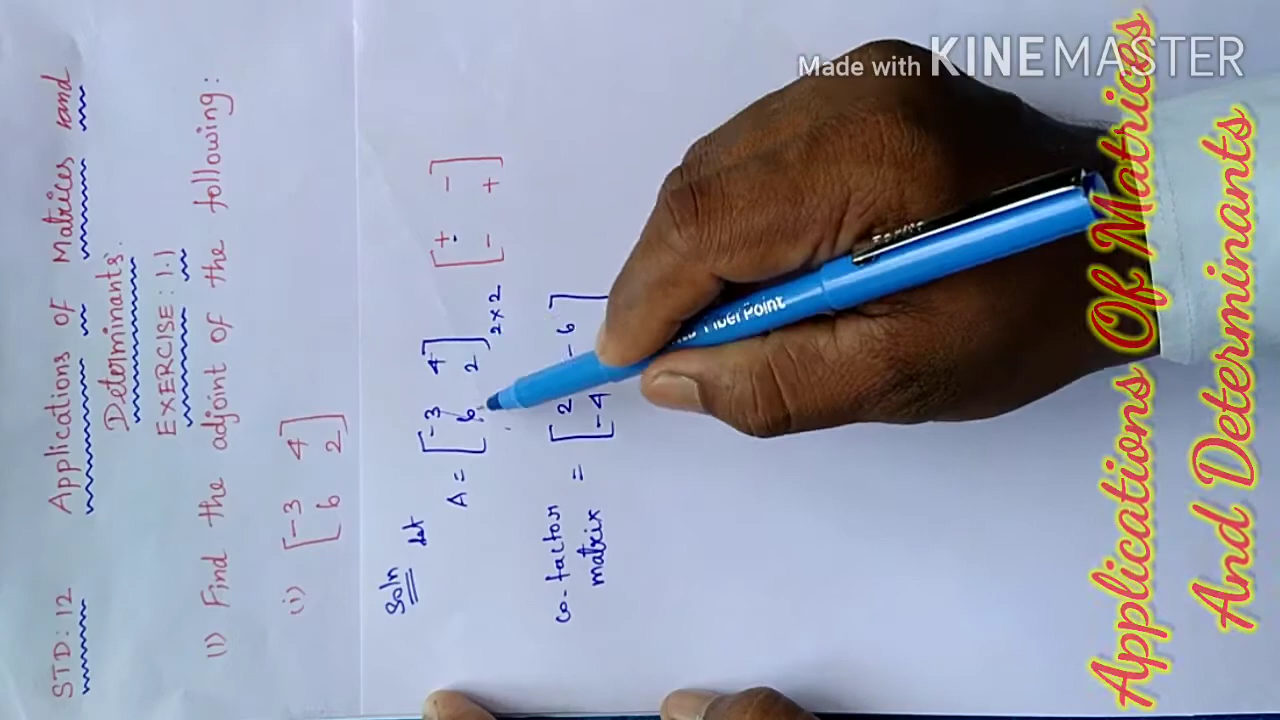 STD: 12 Applications of Matrices and
Determinants.
EXERCISE: 1.1
1) Find the adjoint of the following:
(i) [ -3 4
6 2 ]
Soln
let
A = [ -3 4
6 2 ] 2×2 [ + -
- + ]
co-factor
matrix = [ 2 -6
-4 ]
Fiber Point
Made with KINEMASTER
Applications Of Matrices
And Determinants